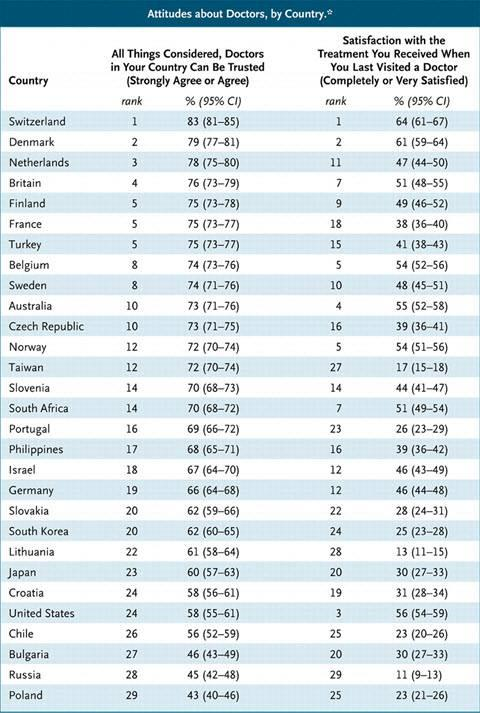 Attitudes about Doctors, by Country.*
Country
All Things Considered, Doctors
in Your Country Can Be Trusted
(Strongly Agree or Agree)
Satisfaction with the
Treatment You Received When
You Last Visited a Doctor
(Completely or Very Satisfied)
rank % (95% CI) rank % (95% CI)
Switzerland 1 83 (81–85) 1 64 (61–67)
Denmark 2 79 (77–81) 2 61 (59–64)
Netherlands 3 78 (75–80) 11 47 (44–50)
Britain 4 76 (73–79) 7 51 (48–55)
Finland 5 75 (73–78) 9 49 (46–52)
France 5 75 (73–77) 18 38 (36–40)
Turkey 5 75 (73–77) 15 41 (38–43)
Belgium 8 74 (73–76) 5 54 (52–56)
Sweden 8 74 (71–76) 10 48 (45–51)
Australia 10 73 (71–76) 4 55 (52–58)
Czech Republic 10 73 (71–75) 16 39 (36–41)
Norway 12 72 (70–74) 5 54 (51–56)
Taiwan 12 72 (70–74) 27 17 (15–18)
Slovenia 14 70 (68–73) 14 44 (41–47)
South Africa 14 70 (68–72) 7 51 (49–54)
Portugal 16 69 (66–72) 23 26 (23–29)
Philippines 17 68 (65–71) 16 39 (36–42)
Israel 18 67 (64–70) 12 46 (43–49)
Germany 19 66 (64–68) 12 46 (44–48)
Slovakia 20 62 (59–66) 22 28 (24–31)
South Korea 20 62 (60–65) 24 25 (23–28)
Lithuania 22 61 (58–64) 28 13 (11–15)
Japan 23 60 (57–63) 20 30 (27–33)
Croatia 24 58 (56–61) 19 31 (28–34)
United States 24 58 (55–61) 3 56 (54–59)
Chile 26 56 (52–59) 25 23 (20–26)
Bulgaria 27 46 (43–49) 20 30 (27–33)
Russia 28 45 (42–48) 29 11 (9–13)
Poland 29 43 (40–46) 25 23 (21–26)